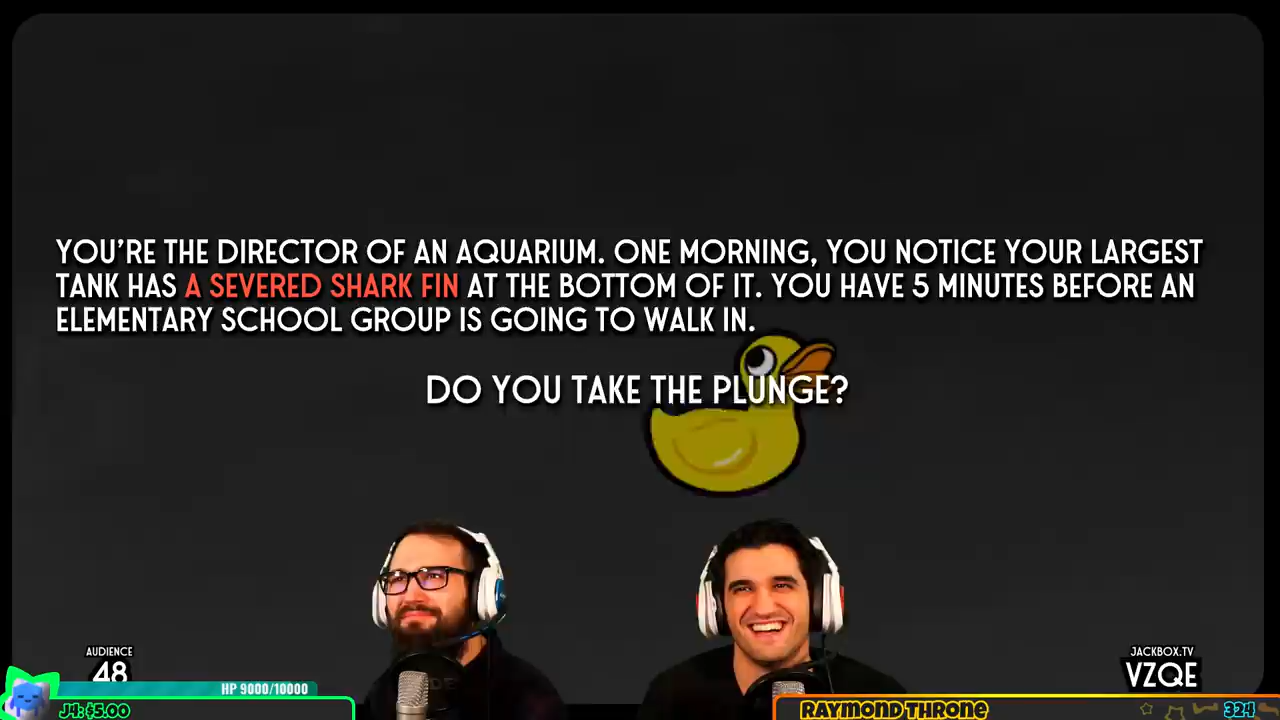 YOU'RE THE DIRECTOR OF AN AQUARIUM. ONE MORNING, YOU NOTICE YOUR LARGEST
TANK HAS A SEVERED SHARK FIN AT THE BOTTOM OF IT. YOU HAVE 5 MINUTES BEFORE AN
ELEMENTARY SCHOOL GROUP IS GOING TO WALK IN.
DO YOU TAKE THE PLUNGE?
AUDIENCE
48
JACKBOX.TV
VZQE
HP 9000/10000
J4: $5.00
RAYMOND THRONE
324